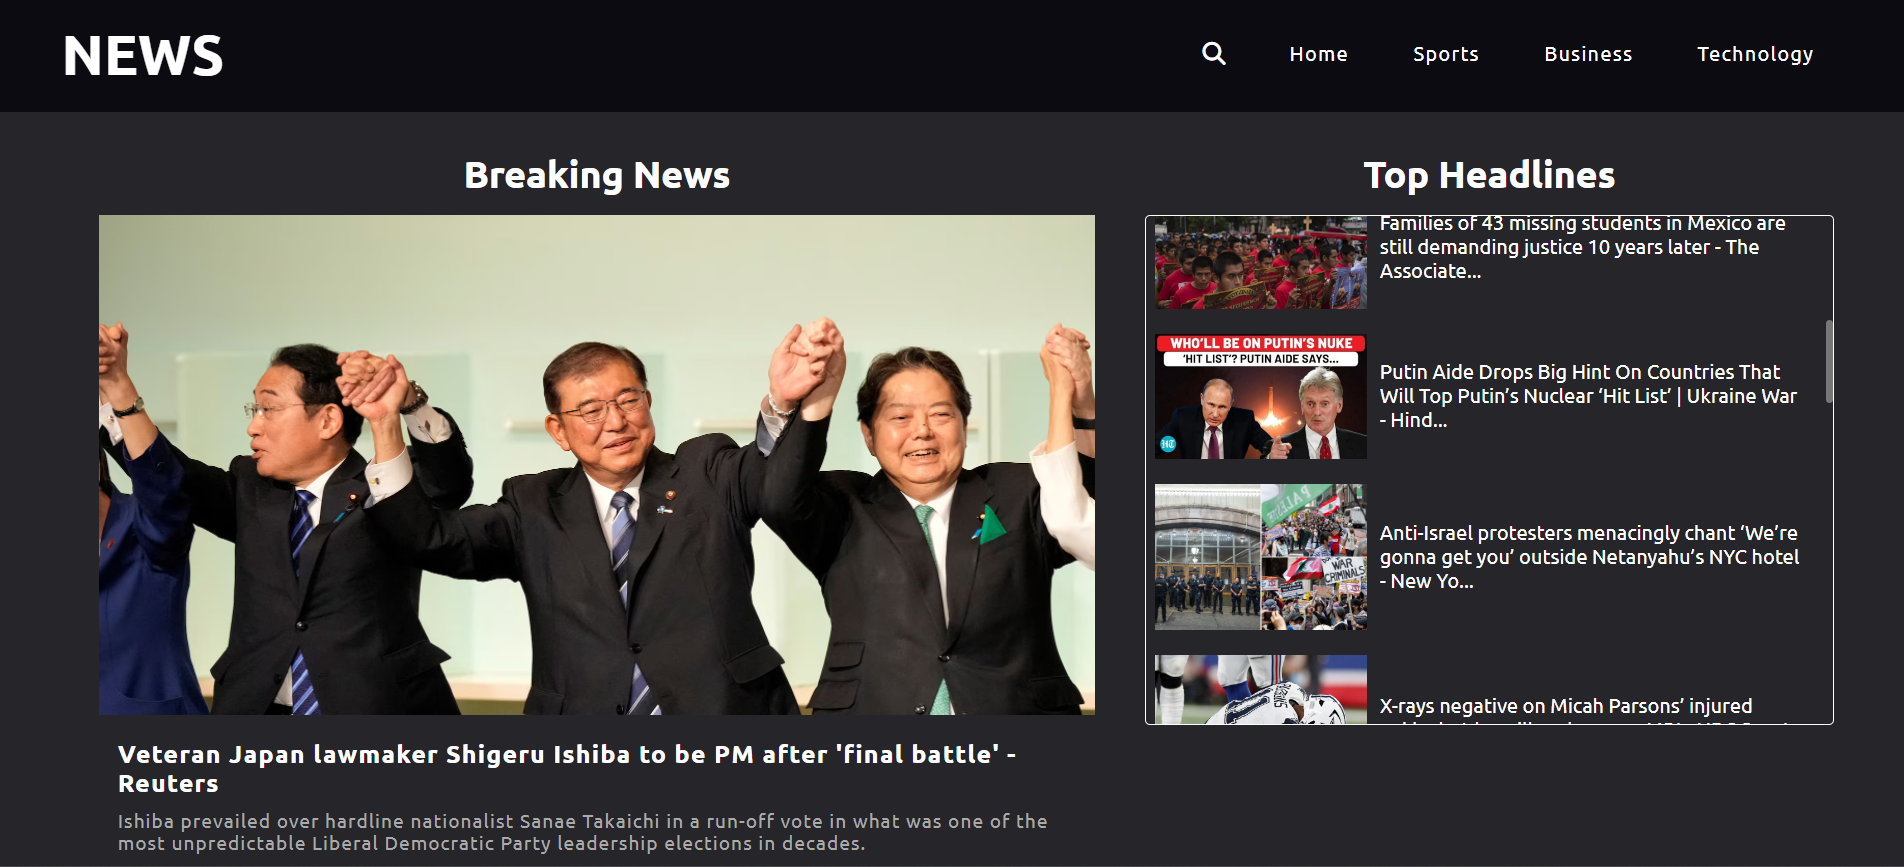 NEWS
Home
Sports
Business
Technology
Breaking News
Veteran Japan lawmaker Shigeru Ishiba to be PM after 'final battle' -
Reuters
Ishiba prevailed over hardline nationalist Sanae Takaichi in a run-off vote in what was one of the
most unpredictable Liberal Democratic Party leadership elections in decades.
Top Headlines
Families of 43 missing students in Mexico are
still demanding justice 10 years later - The
Associate...
WHO'LL BE ON PUTIN'S NUKE
'HIT LIST'? PUTIN AIDE SAYS...
HT
Putin Aide Drops Big Hint On Countries That
Will Top Putin’s Nuclear ‘Hit List’ | Ukraine War
- Hind...
PALESTINE
WAR
CRIMINALS
Anti-Israel protesters menacingly chant ‘We’re
gonna get you’ outside Netanyahu’s NYC hotel
- New Yo...
X-rays negative on Micah Parsons’ injured